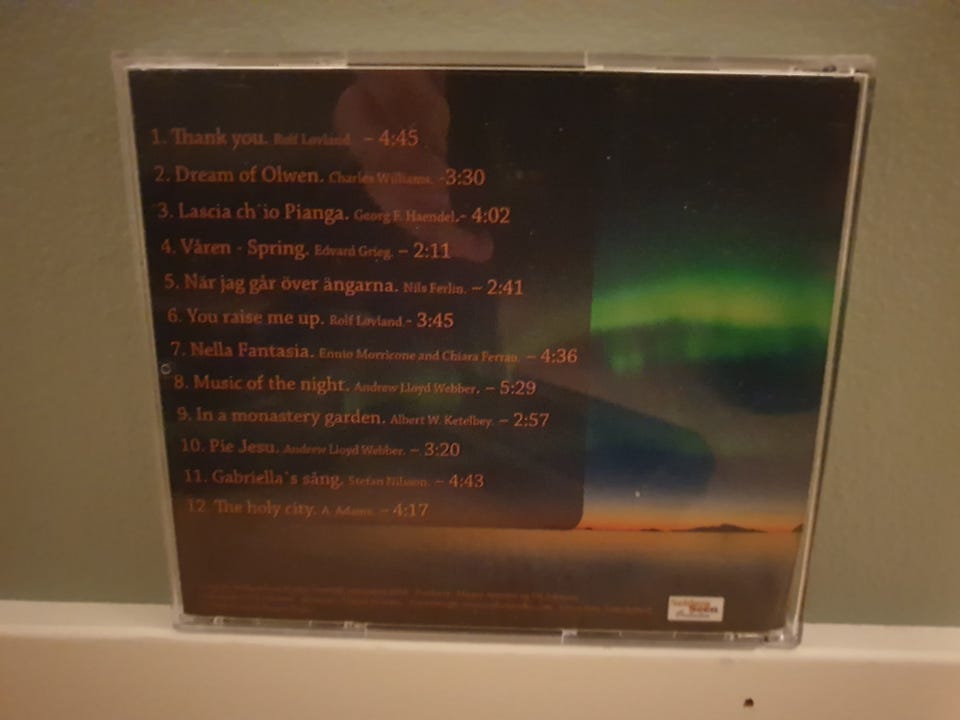 1. Thank you. Rolf Løvland – 4:45
2. Dream of Olwen. Charles Williams. -3:30
3. Lascia ch`io Pianga. Georg F. Haendel.- 4:02
4. Våren - Spring. Edvard Grieg. – 2:11
5. När jag går över ängarna. Nils Ferlin. – 2:41
6. You raise me up. Rolf Løvland.- 3:45
7. Nella Fantasia. Ennio Morricone and Chiara Ferrau. – 4:36
8. Music of the night. Andrew Lloyd Webber. – 5:29
9. In a monastery garden. Albert W. Ketelbey. – 2:57
10. Pie Jesu. Andrew Lloyd Webber. – 3:20
11. Gabriella`s sång. Stefan Nilsson. – 4:43
12. The holy city. A. Adams. – 4:17